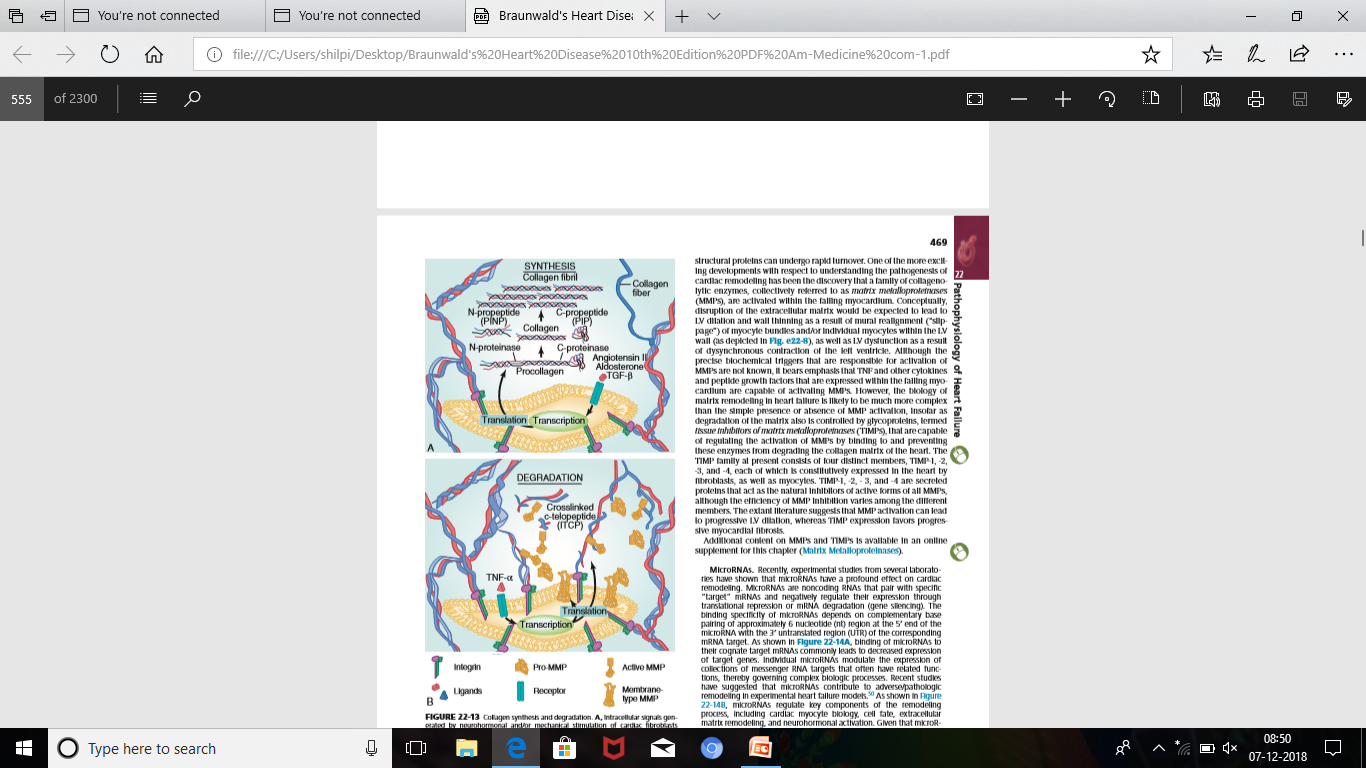 You're not connected
You're not connected
Braunwald's Heart Disea
file:///C:/Users/shilpi/Desktop/Braunwald's%20Heart%20Disease%2010th%20Edition%20PDF%20Am-Medicine%20com-1.pdf
555 of 2300
469
22
Pathophysiology of Heart Failure
SYNTHESIS
Collagen fibril
Collagen
fiber
N-propeptide
(PINP)
C-propeptide
(PIP)
Collagen
N-proteinase
C-proteinase
Procollagen
Angiotensin II
Aldosterone
TGF-β
Translation
Transcription
A
DEGRADATION
Crosslinked
c-telopeptide
(ITCP)
TNF-α
Translation
Transcription
Integrin
Pro-MMP
Active MMP
Ligands
Receptor
Membrane-
type MMP
B
FIGURE 22-13 Collagen synthesis and degradation. A, Intracellular signals gen-
erated by neurohormonal and/or mechanical stimulation of cardiac fibroblasts
structural proteins can undergo rapid turnover. One of the more excit-
ing developments with respect to understanding the pathogenesis of
cardiac remodeling has been the discovery that a family of collageno-
lytic enzymes, collectively referred to as matrix metalloproteinases
(MMPs), are activated within the failing myocardium. Conceptually,
disruption of the extracellular matrix would be expected to lead to
LV dilation and wall thinning as a result of mural realignment ("slip-
page") of myocyte bundles and/or individual myocytes within the LV
wall (as depicted in Fig. e22-8), as well as LV dysfunction as a result
of dysynchronous contraction of the left ventricle. Although the
precise biochemical triggers that are responsible for activation of
MMPs are not known, it bears emphasis that TNF and other cytokines
and peptide growth factors that are expressed within the failing myo-
cardium are capable of activating MMPs. However, the biology of
matrix remodeling in heart failure is likely to be much more complex
than the simple presence or absence of MMP activation, insofar as
degradation of the matrix also is controlled by glycoproteins, termed
tissue inhibitors of matrix metalloproteinases (TIMPs), that are capable
of regulating the activation of MMPs by binding to and preventing
these enzymes from degrading the collagen matrix of the heart. The
TIMP family at present consists of four distinct members, TIMP-1, -2,
-3, and -4, each of which is constitutively expressed in the heart by
fibroblasts, as well as myocytes. TIMP-1, -2, - 3, and -4 are secreted
proteins that act as the natural inhibitors of active forms of all MMPs,
although the efficiency of MMP inhibition varies among the different
members. The extant literature suggests that MMP activation can lead
to progressive LV dilation, whereas TIMP expression favors progres-
sive myocardial fibrosis.
Additional content on MMPs and TIMPs is available in an online
supplement for this chapter (Matrix Metalloproteinases).
MicroRNAs. Recently, experimental studies from several laborato-
ries have shown that microRNAs have a profound effect on cardiac
remodeling. MicroRNAs are noncoding RNAs that pair with specific
"target" mRNAs and negatively regulate their expression through
translational repression or mRNA degradation (gene silencing). The
binding specificity of microRNAs depends on complementary base
pairing of approximately 6 nucleotide (nt) region at the 5′ end of the
microRNA with the 3′ untranslated region (UTR) of the corresponding
mRNA target. As shown in Figure 22-14A, binding of microRNAs to
their cognate target mRNAs commonly leads to decreased expression
of target genes. Individual microRNAs modulate the expression of
collections of messenger RNA targets that often have related func-
tions, thereby governing complex biologic processes. Recent studies
have suggested that microRNAs contribute to adverse/pathologic
remodeling in experimental heart failure models.50 As shown in Figure
22-14B, microRNAs regulate key components of the remodeling
process, including cardiac myocyte biology, cell fate, extracellular
matrix remodeling, and neurohormonal activation. Given that microR-
Type here to search
08:50
07-12-2018